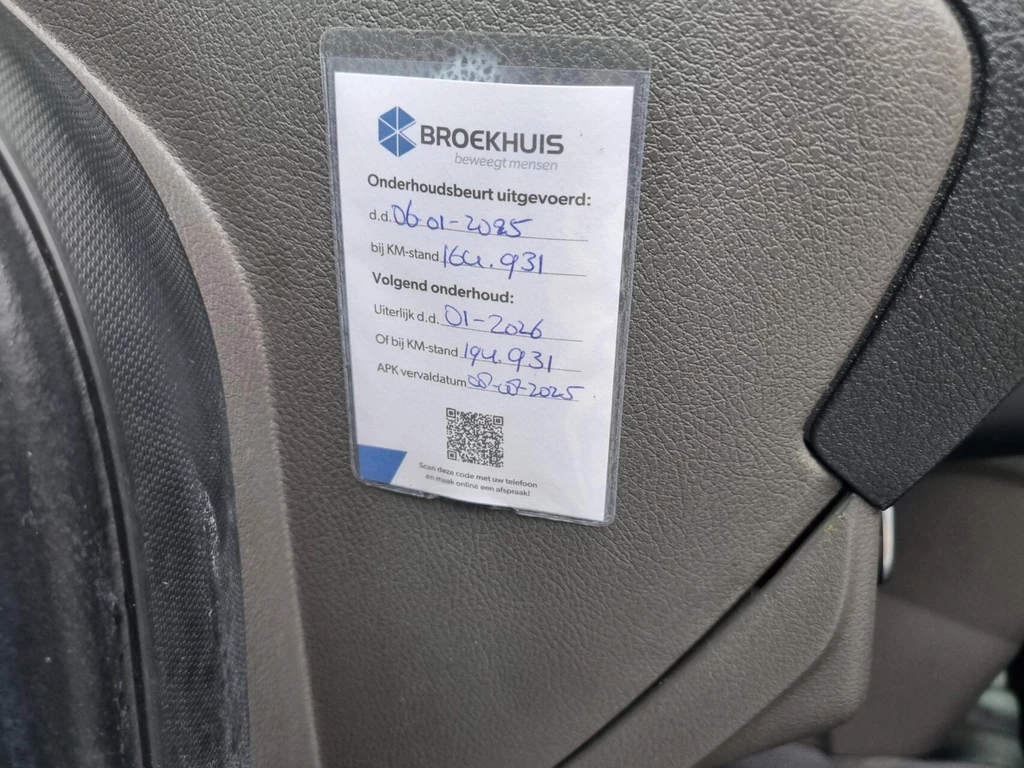 BROEKHUIS
beweegt mensen
Onderhoudsbeurt uitgevoerd:
d.d. 06-01-2025
bij KM-stand 164.931
Volgend onderhoud:
Uiterlijk d.d. 01-2026
Of bij KM-stand 194.931
APK vervaldatum 08-07-2025
Scan deze code met uw telefoon
en maak online een afspraak!